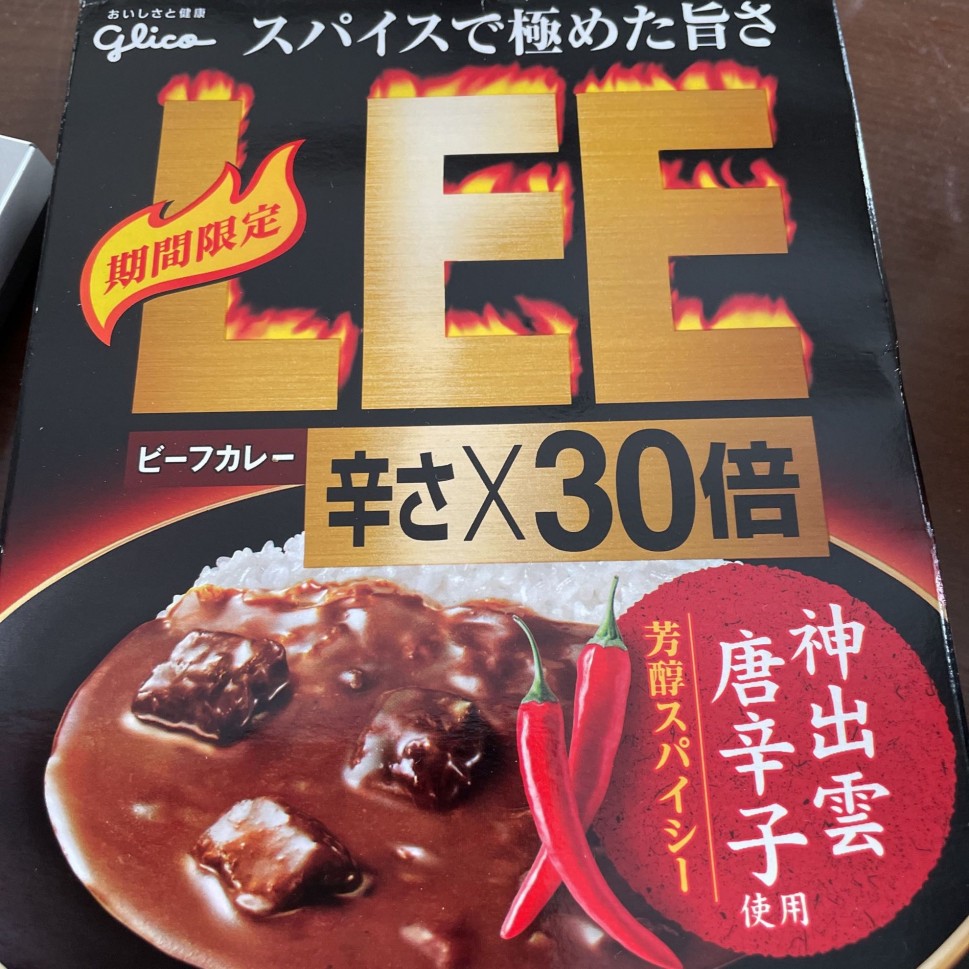 おいしさと健康
glico
スパイスで極めた旨さ
LEE
期間限定
ビーフカレー
辛さ×30倍
神出雲
唐辛子
使用
芳醇スパイシー